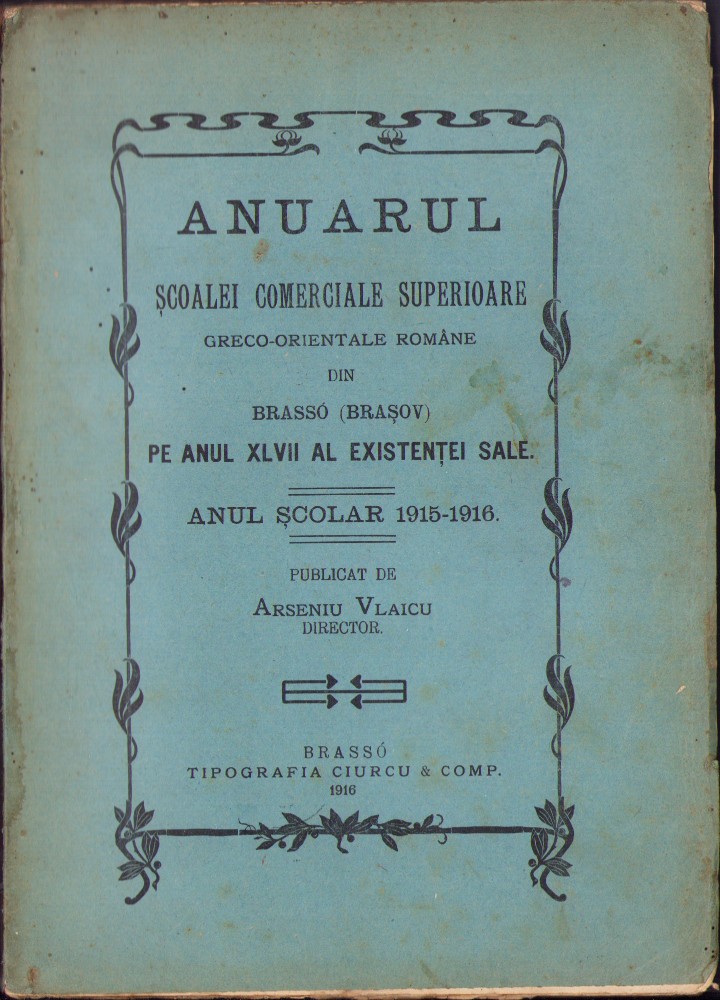 ANUARUL
ȘCOALEI COMERCIALE SUPERIOARE
GRECO-ORIENTALE ROMÂNE
DIN
BRASSÓ (BRAȘOV)
PE ANUL XLVII AL EXISTENȚEI SALE.
ANUL ȘCOLAR 1915-1916.
PUBLICAT DE
ARSENIU VLAICU
DIRECTOR.
BRASSÓ
TIPOGRAFIA CIURCU & COMP.
1916